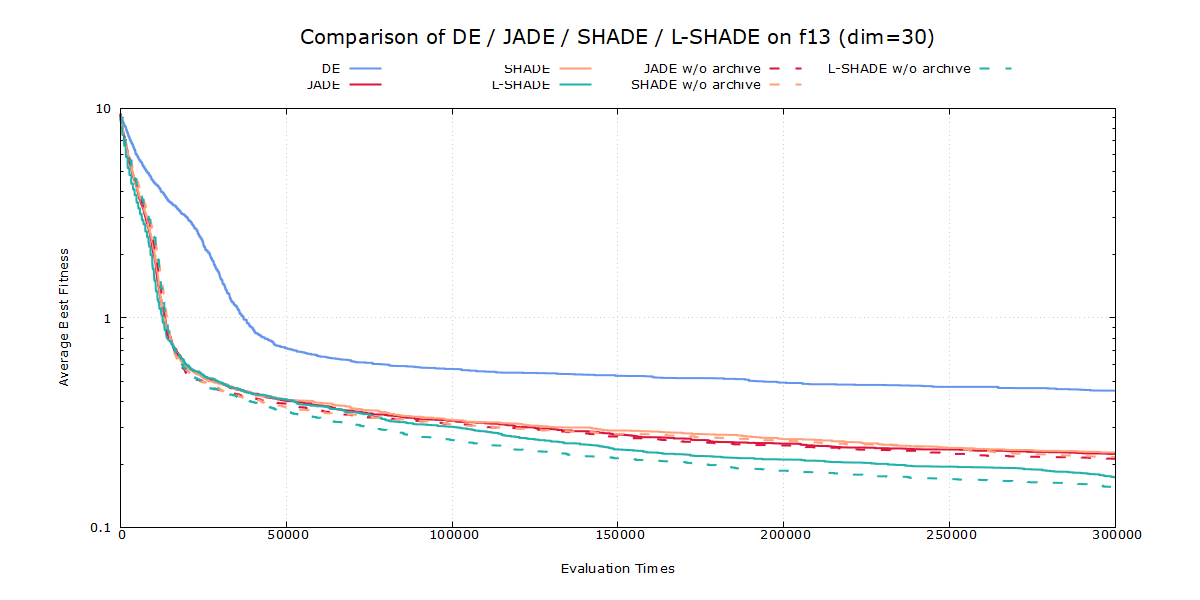 Comparison of DE / JADE / SHADE / L-SHADE on f13 (dim=30)
DE SHADE JADE w/o archive L-SHADE w/o archive
JADE L-SHADE SHADE w/o archive
10
1
0.1
Average Best Fitness
0 50000 100000 150000 200000 250000 300000
Evaluation Times